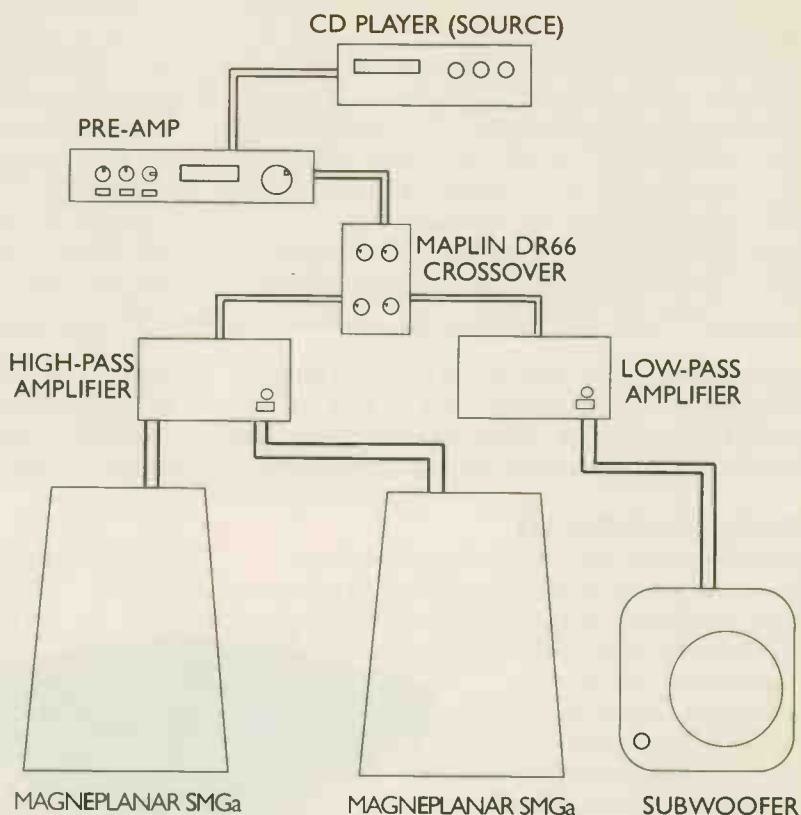 CD PLAYER (SOURCE)
PRE-AMP
MAPLIN DR66
CROSSOVER
HIGH-PASS
AMPLIFIER
LOW-PASS
AMPLIFIER
MAGNEPLANAR SMGa
MAGNEPLANAR SMGa
SUBWOOFER